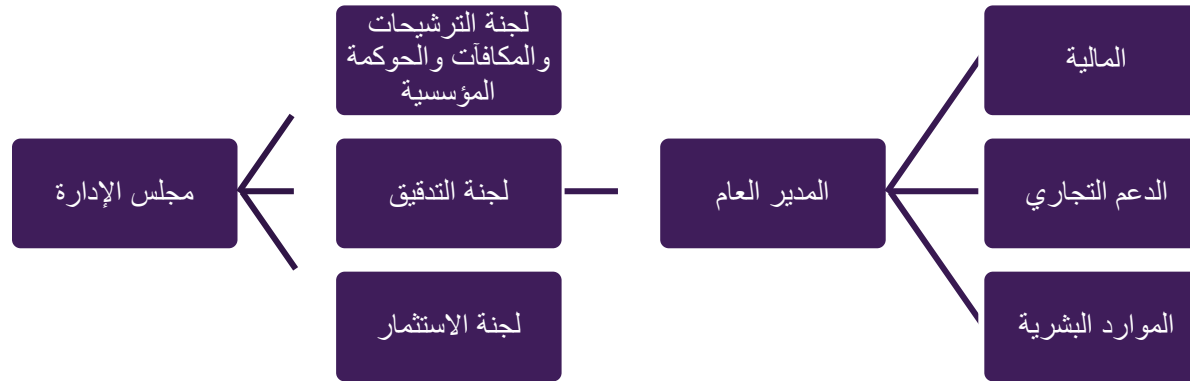 مجلس الإدارة
لجنة الترشيحات
والمكافآت والحوكمة
المؤسسية
لجنة التدقيق
لجنة الاستثمار
المدير العام
المالية
الدعم التجاري
الموارد البشرية